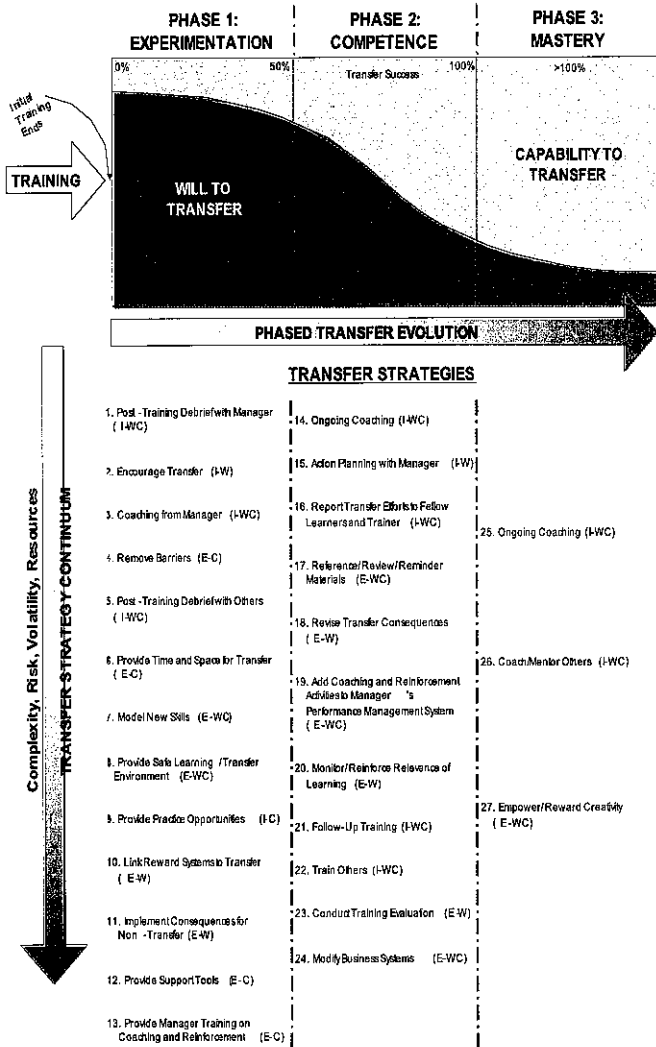 PHASE 1:
EXPERIMENTATION
PHASE 2:
COMPETENCE
PHASE 3:
MASTERY
0%
50%
Transfer Success
100%
>100%
Initial
Training
Ends
TRAINING
WILL TO
TRANSFER
CAPABILITY TO
TRANSFER
PHASED TRANSFER EVOLUTION
TRANSFER STRATEGIES
Complexity, Risk, Volatility, Resources
TRANSFER STRATEGY CONTINUUM
1. Post-Training Debrief with Manager
(I-WC)
2. Encourage Transfer (I-W)
3. Coaching from Manager (I-WC)
4. Remove Barriers (E-C)
5. Post-Training Debrief with Others
(I-WC)
6. Provide Time and Space for Transfer
(E-C)
7. Model New Skills (E-WC)
8. Provide Safe Learning /Transfer
Environment (E-WC)
9. Provide Practice Opportunities (I-C)
10. Link Reward Systems to Transfer
(E-W)
11. Implement Consequences for
Non -Transfer (E-W)
12. Provide Support Tools (E-C)
13. Provide Manager Training on
Coaching and Reinforcement (E-C)
14. Ongoing Coaching (I-WC)
15. Action Planning with Manager (I-W)
16. Report Transfer Efforts to Fellow
Learners and Trainer (I-WC)
17. Reference/Review/Reminder
Materials (E-WC)
18. Revise Transfer Consequences
(E-W)
19. Add Coaching and Reinforcement
Activities to Manager 's
Performance Management System
(E-WC)
20. Monitor/Reinforce Relevance of
Learning (E-W)
21. Follow-Up Training (I-WC)
22. Train Others (I-WC)
23. Conduct Training Evaluation (E-W)
24. Modify Business Systems (E-WC)
25. Ongoing Coaching (I-WC)
26. Coach/Mentor Others (I-WC)
27. Empower/Reward Creativity
(E-WC)